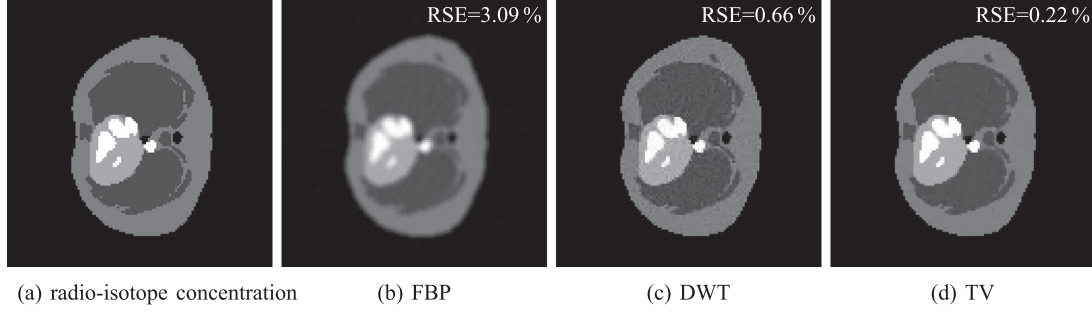 RSE=3.09 %
RSE=0.66 %
RSE=0.22 %
(a) radio-isotope concentration
(b) FBP
(c) DWT
(d) TV